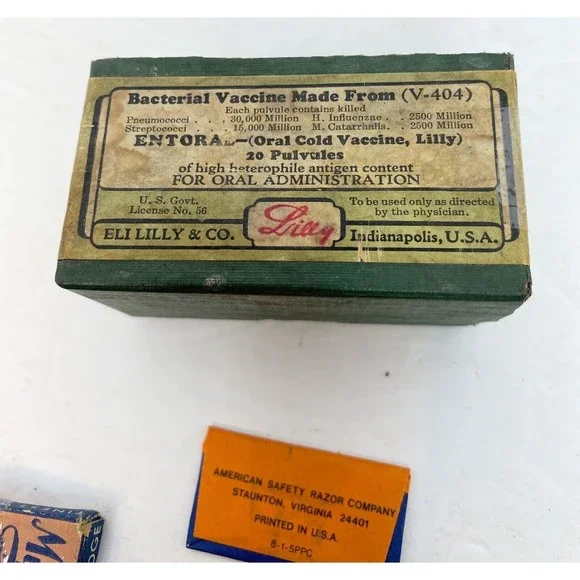 Bacterial Vaccine Made From (V-404)
Each pulvule contains killed
Pneumococci . . . 30,000 Million H. Influenzae . . 2500 Million
Streptococci . . . 15,000 Million M. Catarrhalis. . 2500 Million
ENTORAL—(Oral Cold Vaccine, Lilly)
20 Pulvules
of high heterophile antigen content
FOR ORAL ADMINISTRATION
U. S. Govt.
License No. 56
To be used only as directed
by the physician.
ELI LILLY & CO.
Lilly
Indianapolis, U.S.A.
AMERICAN SAFETY RAZOR COMPANY
STAUNTON, VIRGINIA 24401
PRINTED IN U.S.A.